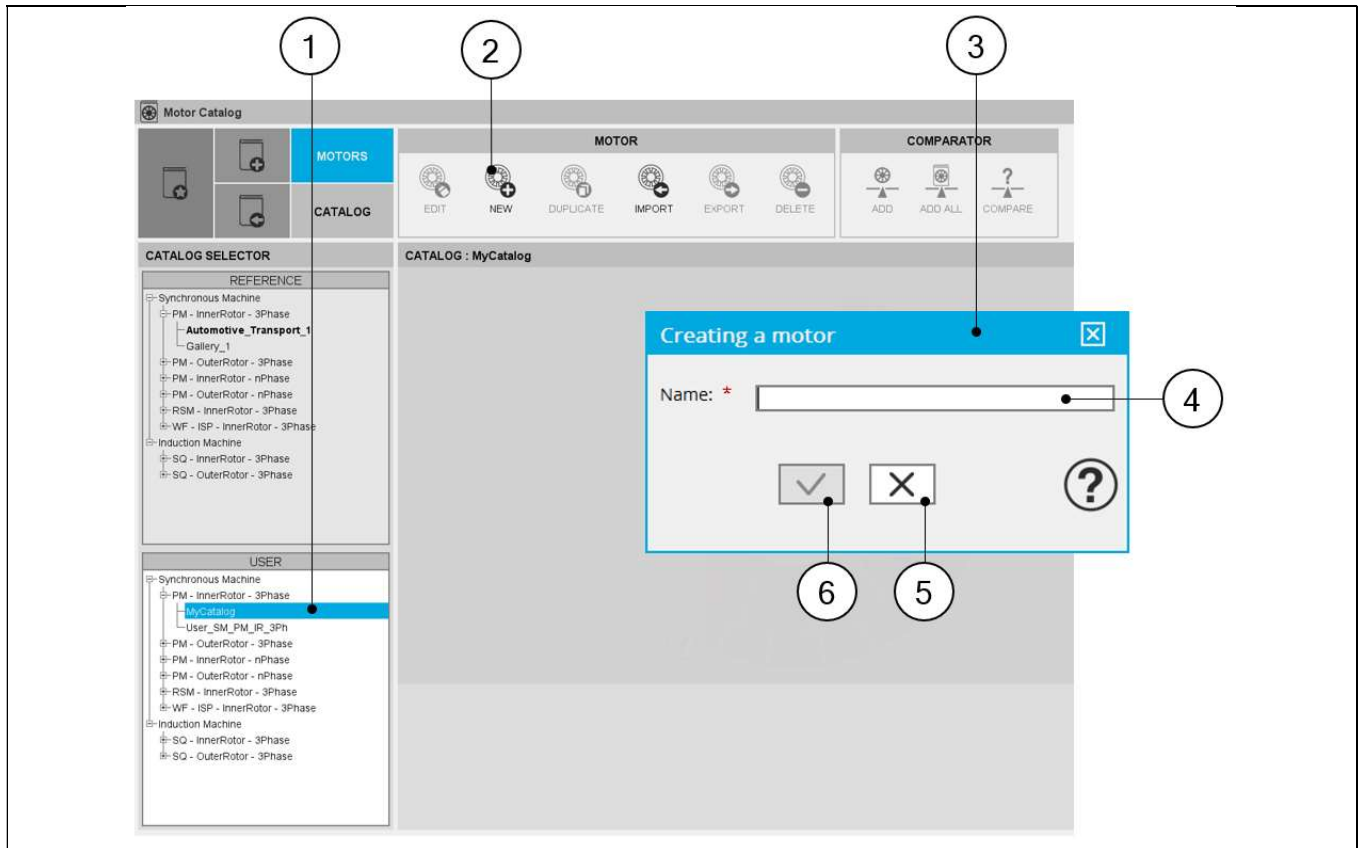 1
2
3
Motor Catalog
MOTORS
CATALOG
MOTOR
EDIT
NEW
DUPLICATE
IMPORT
EXPORT
DELETE
COMPARATOR
ADD
ADD ALL
?
COMPARE
CATALOG SELECTOR
REFERENCE
Synchronous Machine
PM - InnerRotor - 3Phase
Automotive_Transport_1
Gallery_1
PM - OuterRotor - 3Phase
PM - InnerRotor - nPhase
PM - OuterRotor - nPhase
RSM - InnerRotor - 3Phase
WF - ISP - InnerRotor - 3Phase
Induction Machine
SQ - InnerRotor - 3Phase
SQ - OuterRotor - 3Phase
USER
Synchronous Machine
PM - InnerRotor - 3Phase
MyCatalog
User_SM_PM_IR_3Ph
PM - OuterRotor - 3Phase
PM - InnerRotor - nPhase
PM - OuterRotor - nPhase
RSM - InnerRotor - 3Phase
WF - ISP - InnerRotor - 3Phase
Induction Machine
SQ - InnerRotor - 3Phase
SQ - OuterRotor - 3Phase
CATALOG : MyCatalog
Creating a motor
Name: *
4
?
6
5